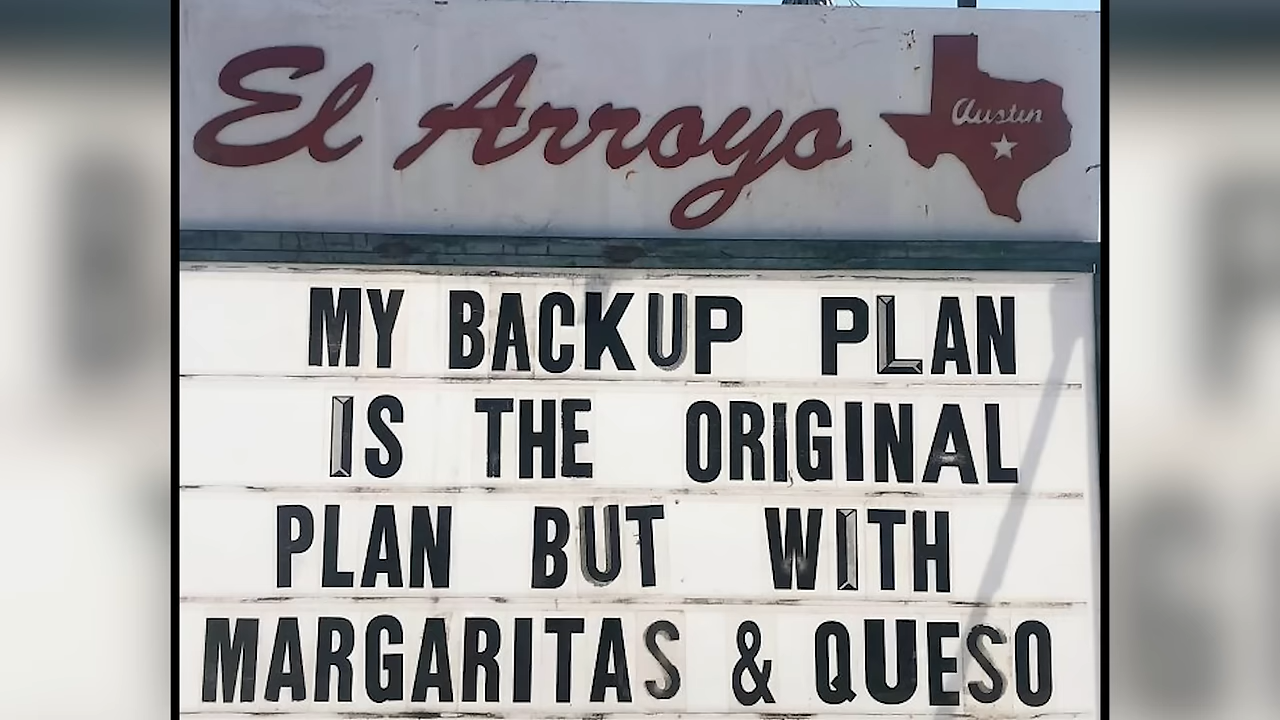 El Arroyo
Austin
MY BACKUP PLAN
IS THE ORIGINAL
PLAN BUT WITH
MARGARITAS & QUESO